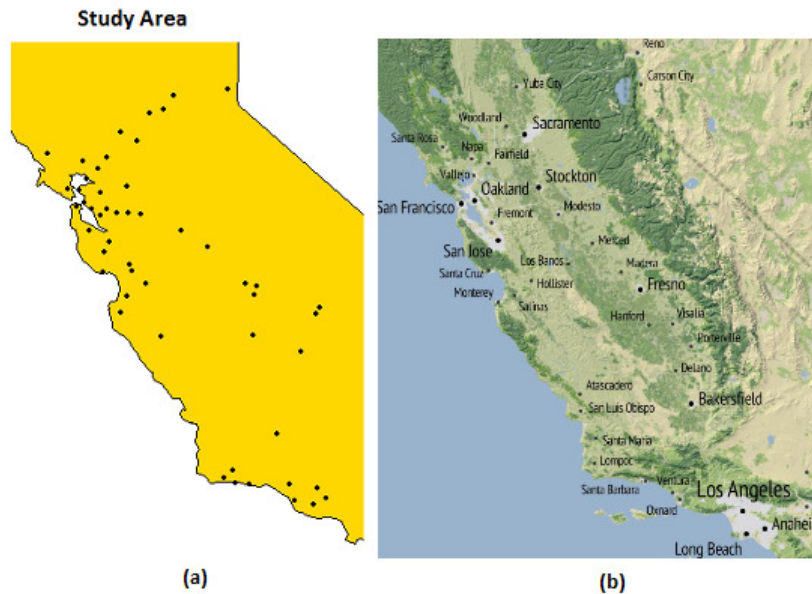 Study Area
Reno
Carson City
Yuba City
Woodland
Sacramento
Santa Rosa
Napa
Fairfield
Vallejo
Stockton
Oakland
San Francisco
Fremont
Modesto
San Jose
Merced
Los Banos
Madera
Santa Cruz
Hollister
Fresno
Monterey
Salinas
Hanford
Visalia
Porterville
Delano
Atascadero
Bakersfield
San Luis Obispo
Santa Maria
Lompoc
Ventura
Santa Barbara
Los Angeles
Oxnard
Anahei
Long Beach
(a)
(b)